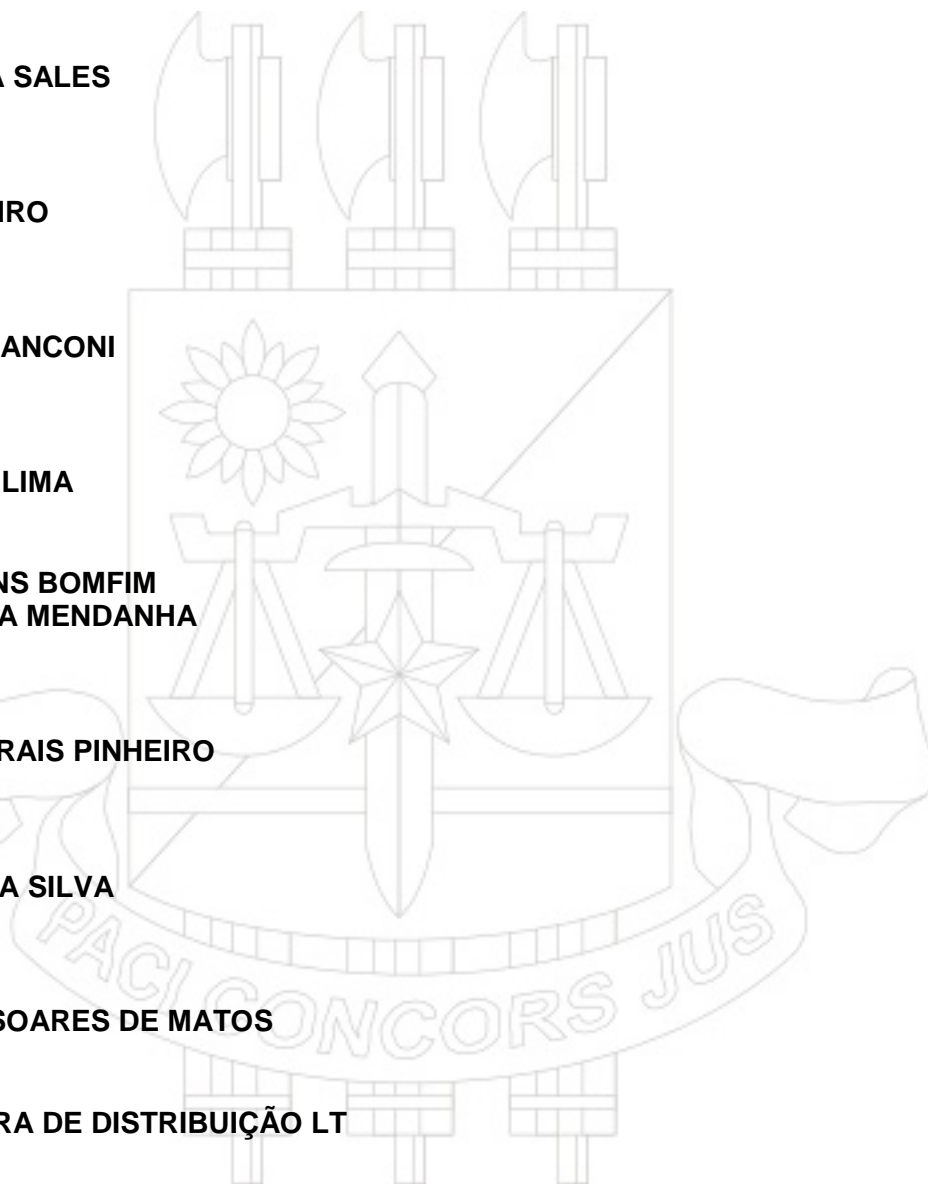 A SALES
IRO
ANCONI
LIMA
NS BOMFIM
A MENDANHA
RAIS PINHEIRO
A SILVA
PACI CONCORS JUS
SOARES DE MATOS
RA DE DISTRIBUIÇÃO LT